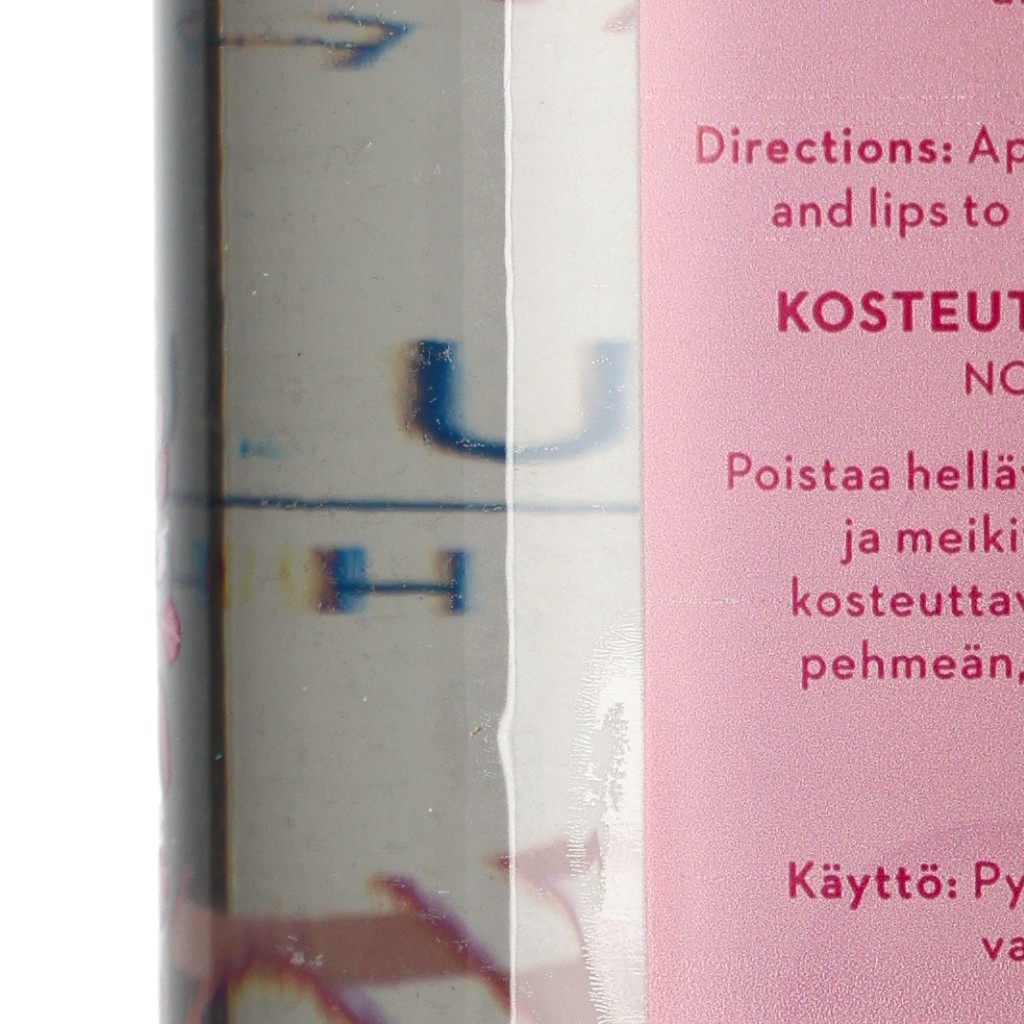 Directions: Ap
and lips to
KOSTEUT
NO
Poistaa helläv
ja meiki
kosteuttav
pehmeän,
Käyttö: Py
va
U
H